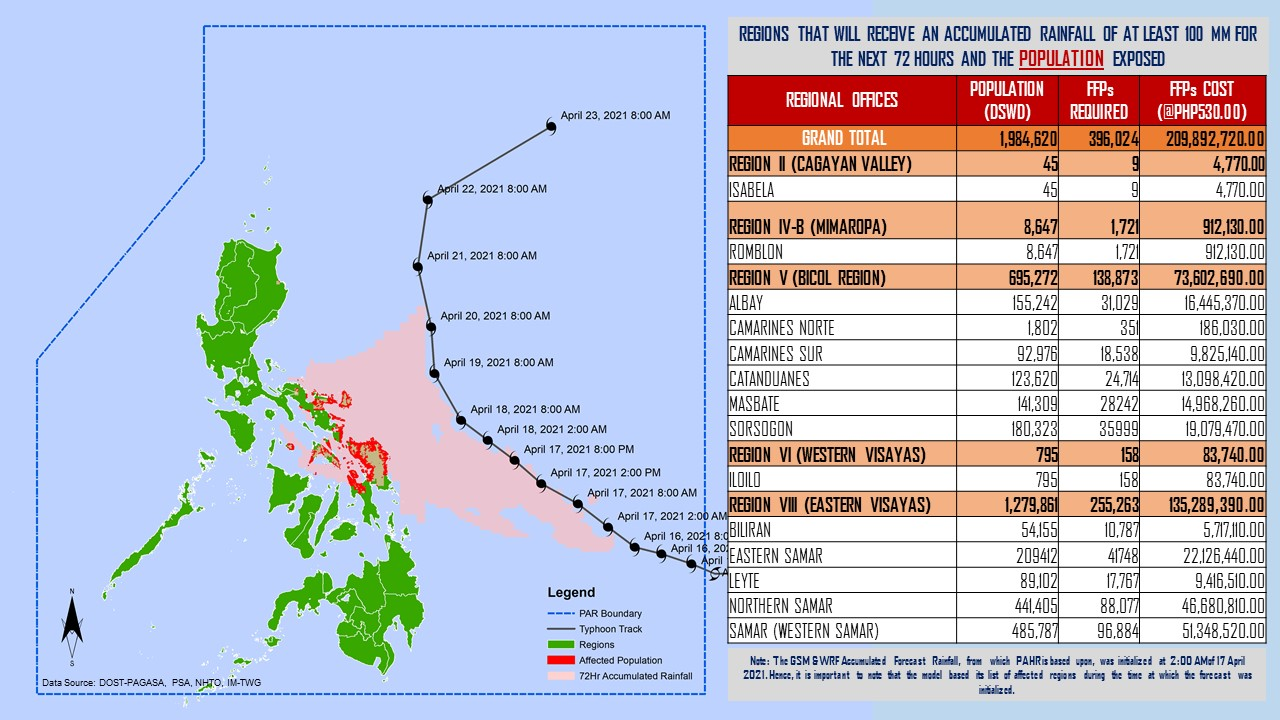 April 23, 2021 8:00 AM
April 22, 2021 8:00 AM
April 21, 2021 8:00 AM
April 20, 2021 8:00 AM
April 19, 2021 8:00 AM
April 18, 2021 8:00 AM
April 18, 2021 2:00 AM
April 17, 2021 8:00 PM
April 17, 2021 2:00 PM
April 17, 2021 8:00 AM
April 17, 2021 2:00 AM
April 16, 2021 8:0
April 16, 202
April
A
N
S
Legend
PAR Boundary
Typhoon Track
Regions
Affected Population
72Hr Accumulated Rainfall
Data Source: DOST-PAGASA, PSA, NHTO, IM-TWG
REGIONS THAT WILL RECEIVE AN ACCUMULATED RAINFALL OF AT LEAST 100 MM FOR
THE NEXT 72 HOURS AND THE POPULATION EXPOSED
REGIONAL OFFICES POPULATION (DSWD) FFPs REQUIRED FFPs COST (@PHP530.00)
GRAND TOTAL 1,984,620 396,024 209,892,720.00
REGION II (CAGAYAN VALLEY) 45 9 4,770.00
ISABELA 45 9 4,770.00
REGION IV-B (MIMAROPA) 8,647 1,721 912,130.00
ROMBLON 8,647 1,721 912,130.00
REGION V (BICOL REGION) 695,272 138,873 73,602,690.00
ALBAY 155,242 31,029 16,445,370.00
CAMARINES NORTE 1,802 351 186,030.00
CAMARINES SUR 92,976 18,538 9,825,140.00
CATANDUANES 123,620 24,714 13,098,420.00
MASBATE 141,309 28242 14,968,260.00
SORSOGON 180,323 35999 19,079,470.00
REGION VI (WESTERN VISAYAS) 795 158 83,740.00
ILOILO 795 158 83,740.00
REGION VIII (EASTERN VISAYAS) 1,279,861 255,263 135,289,390.00
BILIRAN 54,155 10,787 5,717,110.00
EASTERN SAMAR 209412 41748 22,126,440.00
LEYTE 89,102 17,767 9,416,510.00
NORTHERN SAMAR 441,405 88,077 46,680,810.00
SAMAR (WESTERN SAMAR) 485,787 96,884 51,348,520.00
Note: The GSM & WRF Accumulated Forecast Rainfall, from which PAHR is based upon, was initialized at 2:00 AM of 17 April
2021. Hence, it is important to note that the model based its list of affected regions during the time at which the forecast was
initialized.